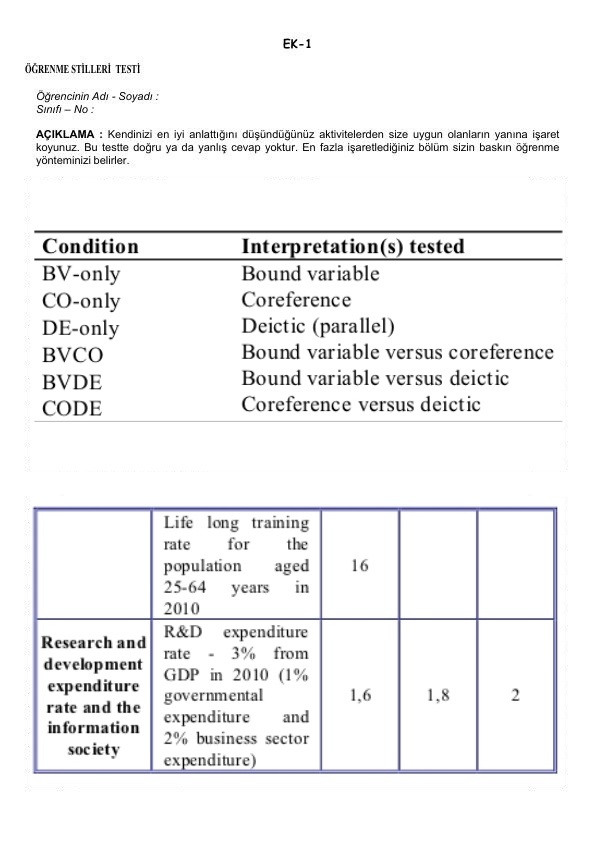 EK-1
ÖĞRENME STİLLERİ TESTİ
Öğrencinin Adı - Soyadı :
Sınıfı – No :
AÇIKLAMA : Kendinizi en iyi anlattığını düşündüğünüz aktivitelerden size uygun olanların yanına işaret
koyunuz. Bu testte doğru ya da yanlış cevap yoktur. En fazla işaretlediğiniz bölüm sizin baskın öğrenme
yönteminizi belirler.
Condition Interpretation(s) tested
BV-only Bound variable
CO-only Coreference
DE-only Deictic (parallel)
BVCO Bound variable versus coreference
BVDE Bound variable versus deictic
CODE Coreference versus deictic
Life long training
rate for the
population aged
25-64 years in
2010
16
Research and
development
expenditure
rate and the
information
society
R&D expenditure
rate - 3% from
GDP in 2010 (1%
governmental
expenditure and
2% business sector
expenditure)
1,6
1,8
2